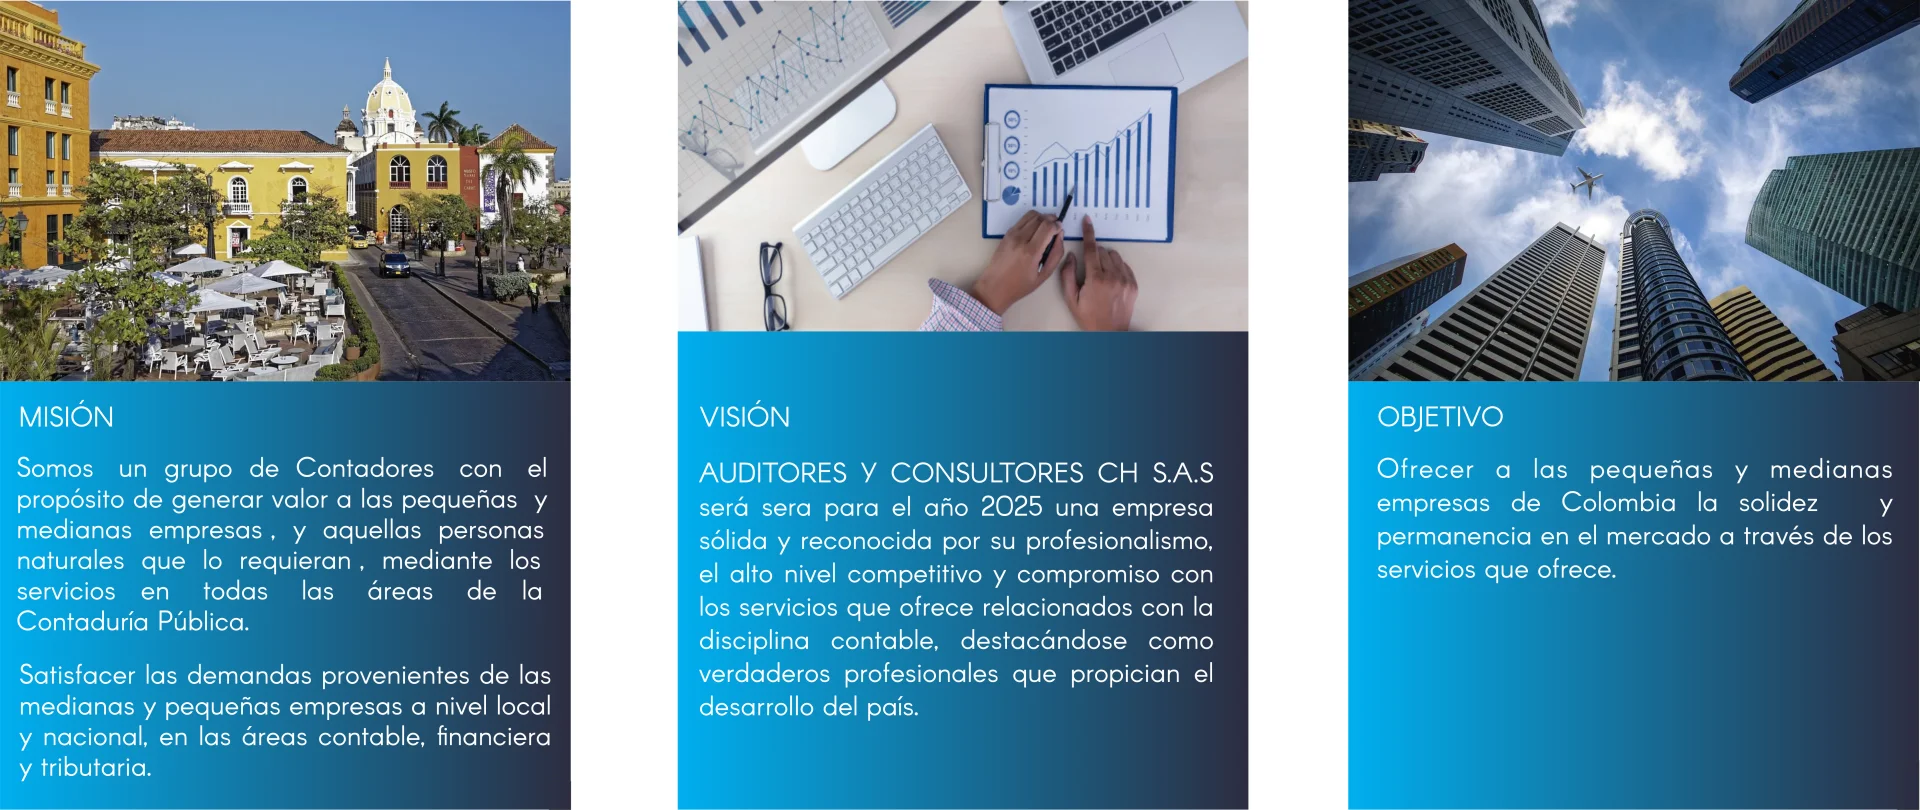 MISIÓN
Somos un grupo de Contadores con el
propósito de generar valor a las pequeñas y
medianas empresas , y aquellas personas
naturales que lo requieran , mediante los
servicios en todas las áreas de la
Contaduría Pública.
Satisfacer las demandas provenientes de las
medianas y pequeñas empresas a nivel local
y nacional, en las áreas contable, financiera
y tributaria.
VISIÓN
AUDITORES Y CONSULTORES CH S.A.S
será sera para el año 2025 una empresa
sólida y reconocida por su profesionalismo,
el alto nivel competitivo y compromiso con
los servicios que ofrece relacionados con la
disciplina contable, destacándose como
verdaderos profesionales que propician el
desarrollo del país.
OBJETIVO
Ofrecer a las pequeñas y medianas
empresas de Colombia la solidez y
permanencia en el mercado a través de los
servicios que ofrece.